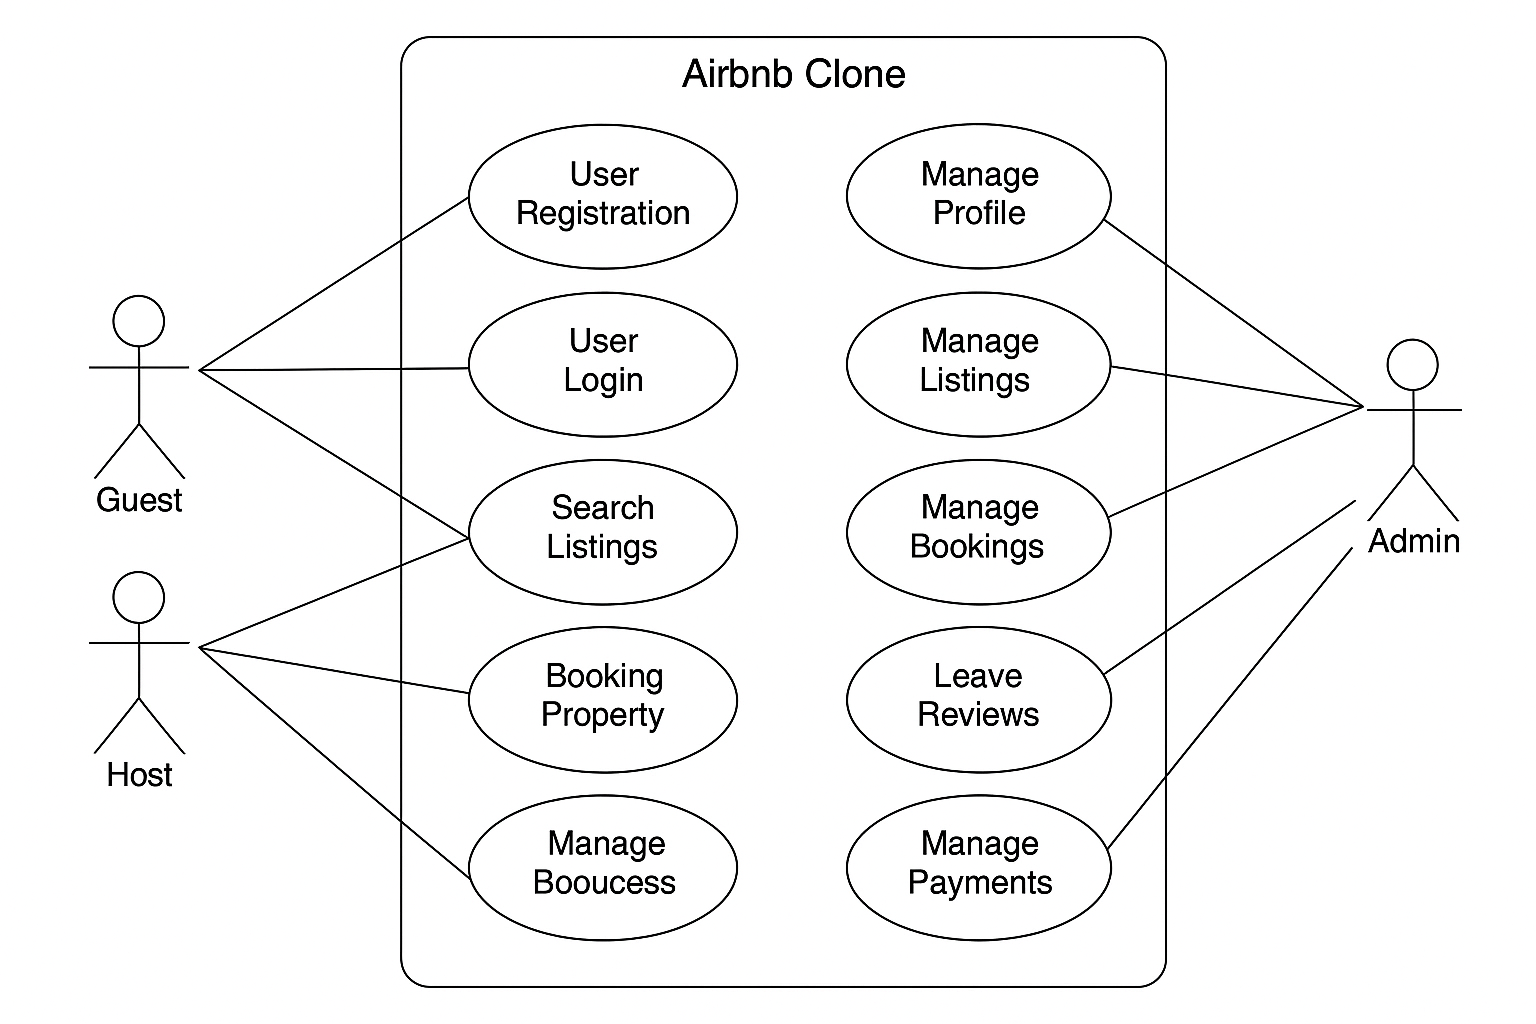 Airbnb Clone
User
Registration
User
Login
Search
Listings
Booking
Property
Manage
Booucess
Manage
Profile
Manage
Listings
Manage
Bookings
Leave
Reviews
Manage
Payments
Guest
Host
Admin